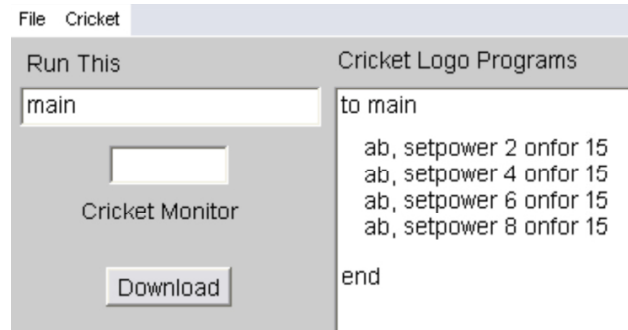 File Cricket
Run This
main
Cricket Monitor
Download
Cricket Logo Programs
to main
ab, setpower 2 onfor 15
ab, setpower 4 onfor 15
ab, setpower 6 onfor 15
ab, setpower 8 onfor 15
end